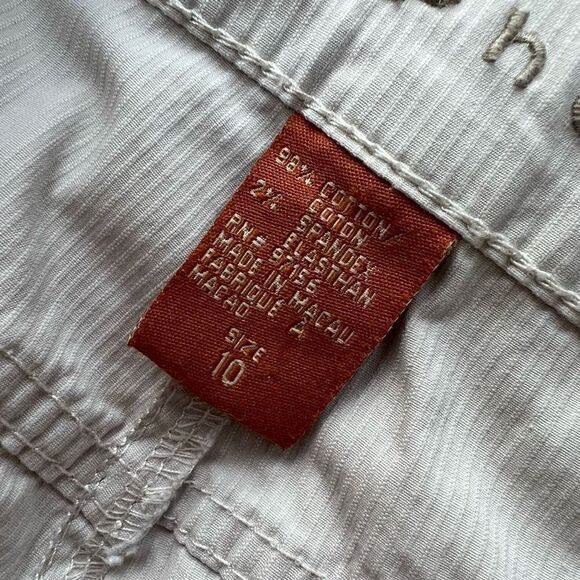 h
98% COTTON/
COTON
2% SPANDEX
ELASTHAN
RN# 97156
MADE IN MACAU
FABRIQUE A
MACAO
SIZE
10